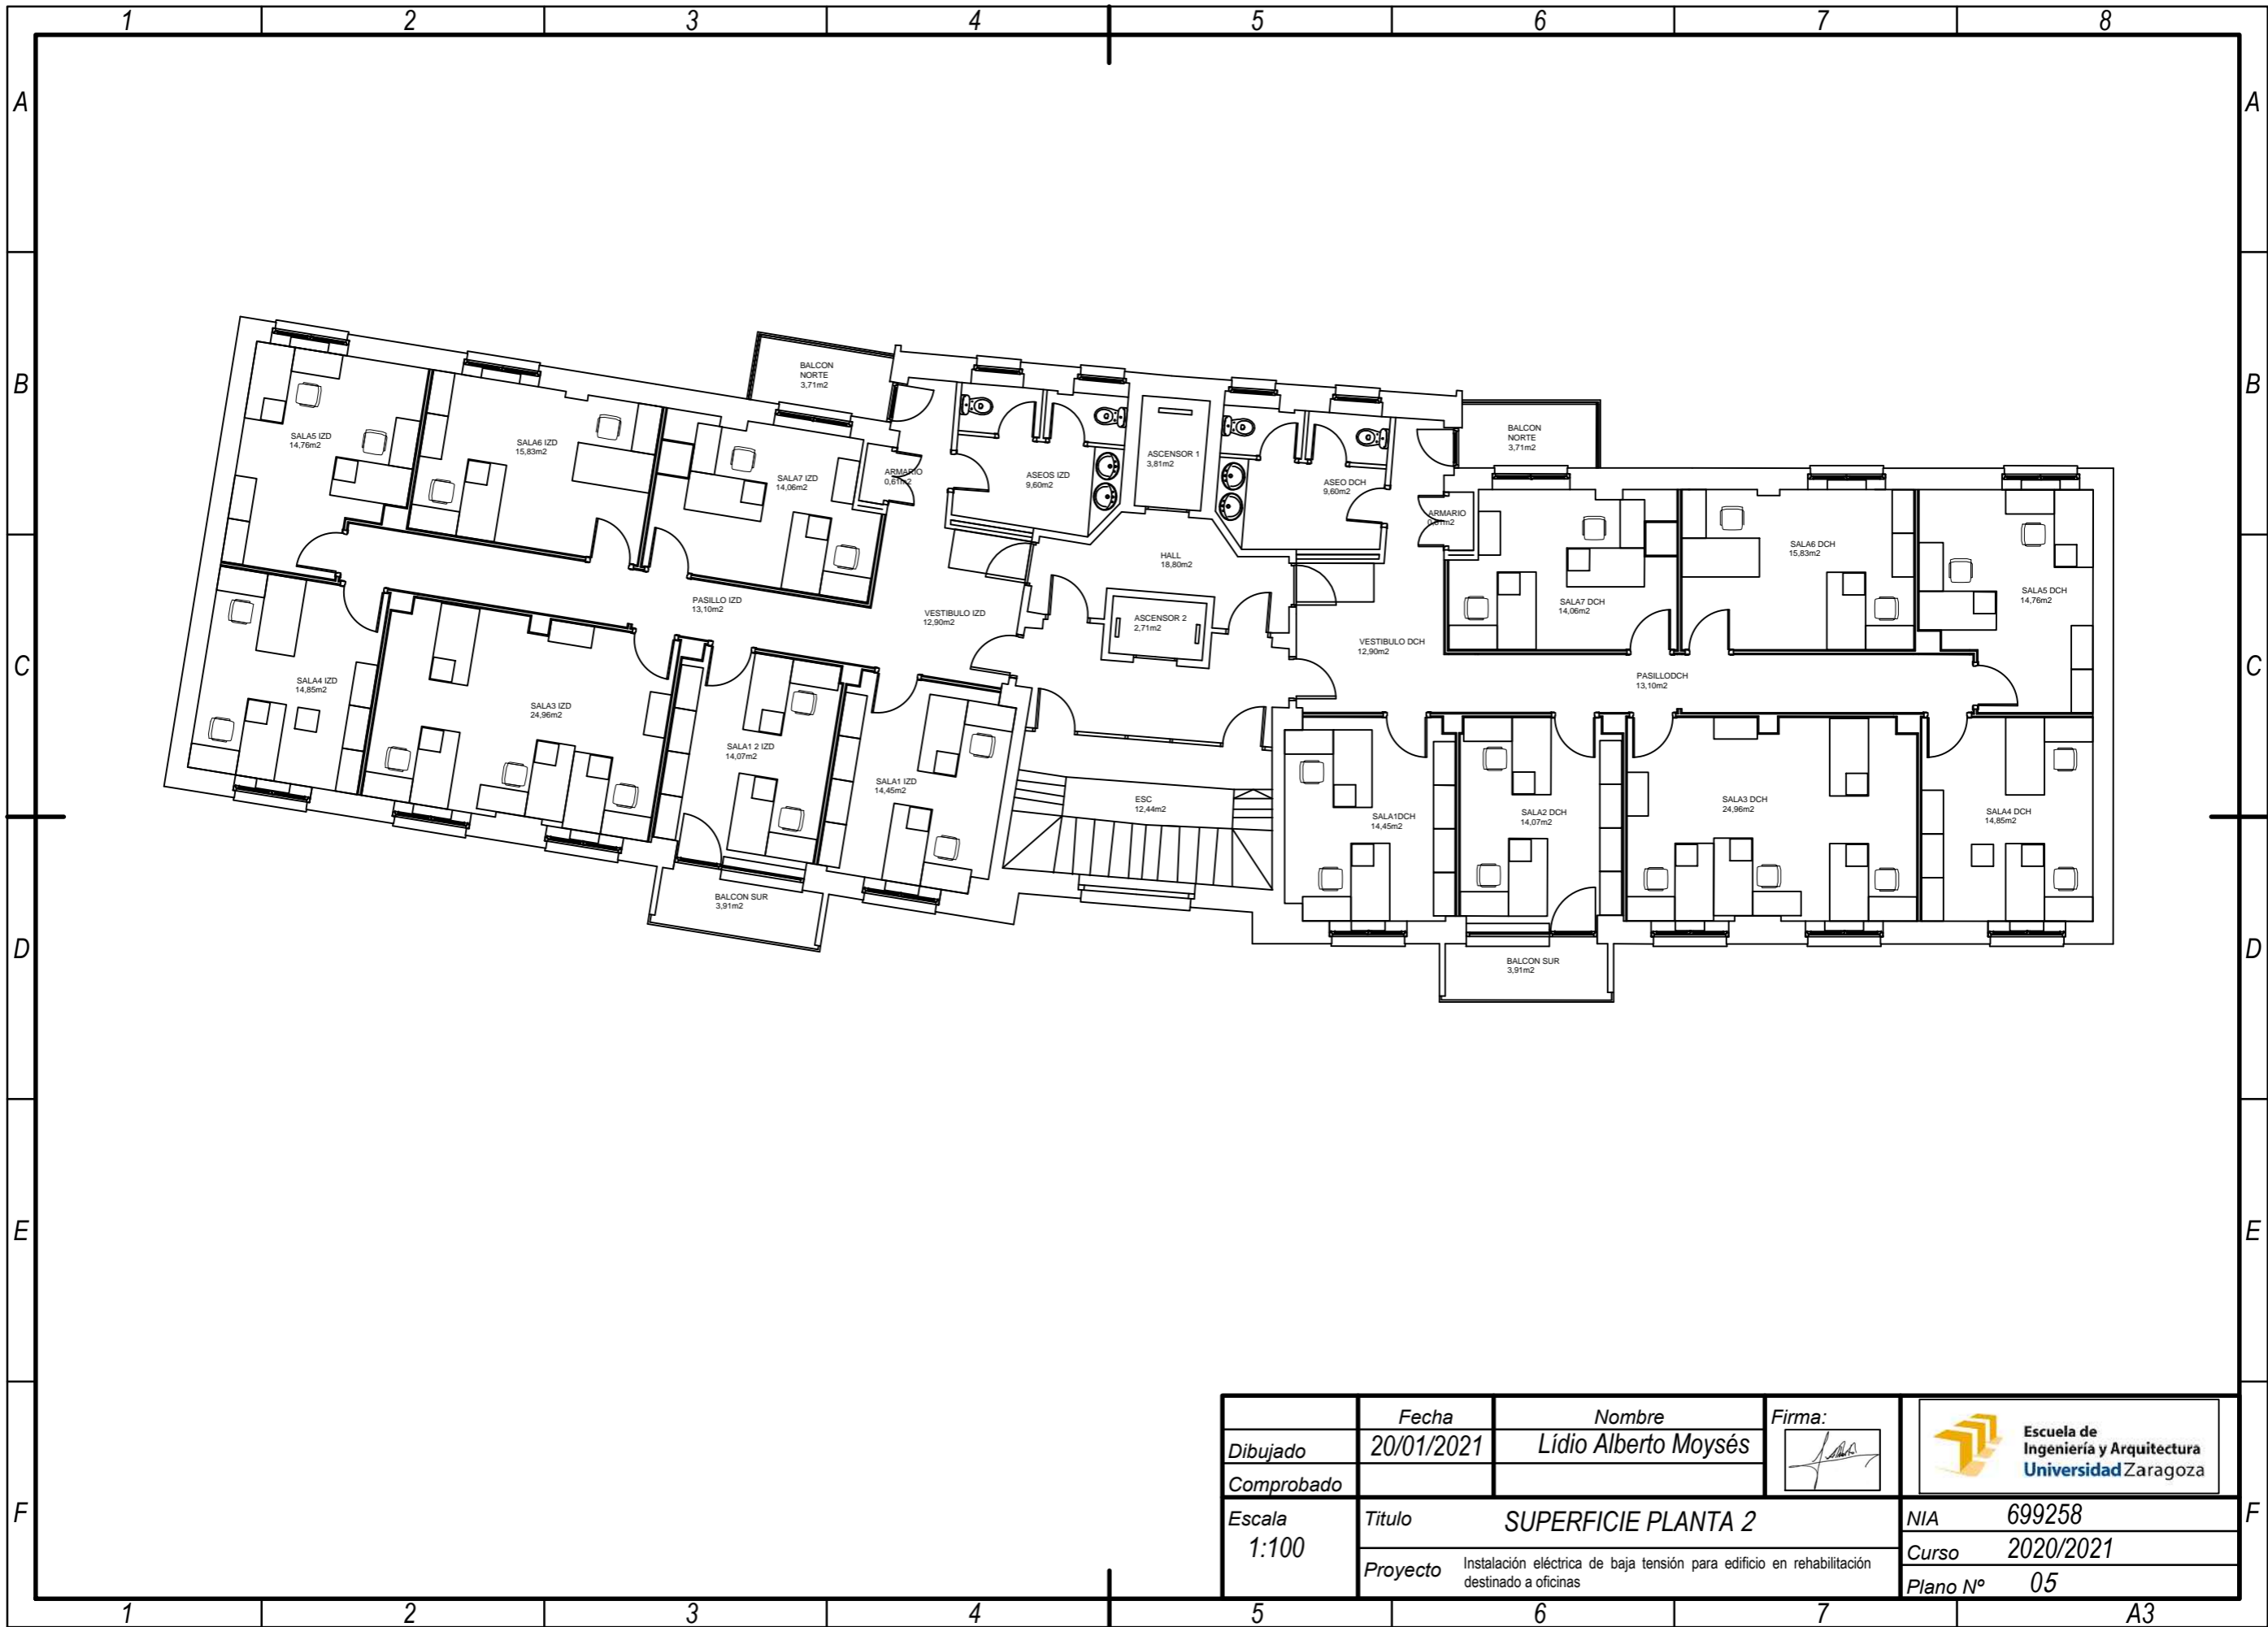 1 2 3 4 5 6 7 8
A A
B B
C C
D D
E E
F F
BALCON
NORTE
3,71m2
SALA5 IZD
14,76m2
SALA6 IZD
15,83m2
SALA7 IZD
14,06m2
ARMARIO
0,61m2
ASEOS IZD
9,60m2
ASCENSOR 1
3,81m2
ASEO DCH
9,60m2
BALCON
NORTE
3,71m2
ARMARIO
SALA7 DCH
14,06m2
SALA6 DCH
15,83m2
SALA5 DCH
14,76m2
HALL
18,80m2
PASILLO IZD
13,10m2
VESTIBULO IZD
12,90m2
ASCENSOR 2
2,71m2
VESTIBULO DCH
12,90m2
PASILLODCH
13,10m2
SALA4 IZD
14,85m2
SALA3 IZD
24,96m2
SALA1 2 IZD
14,07m2
SALA1 IZD
14,45m2
ESC
12,44m2
SALA1DCH
14,45m2
SALA2 DCH
14,07m2
SALA3 DCH
24,96m2
SALA4 DCH
14,85m2
BALCON SUR
3,91m2
BALCON SUR
3,91m2
Fecha Nombre Firma:
Dibujado 20/01/2021 Lídio Alberto Moysés
Comprobado
Escuela de
Ingeniería y Arquitectura
Universidad Zaragoza
Escala
1:100
Titulo SUPERFICIE PLANTA 2
Proyecto Instalación eléctrica de baja tensión para edificio en rehabilitación
destinado a oficinas
NIA 699258
Curso 2020/2021
Plano Nº 05
1 2 3 4 5 6 7 A3